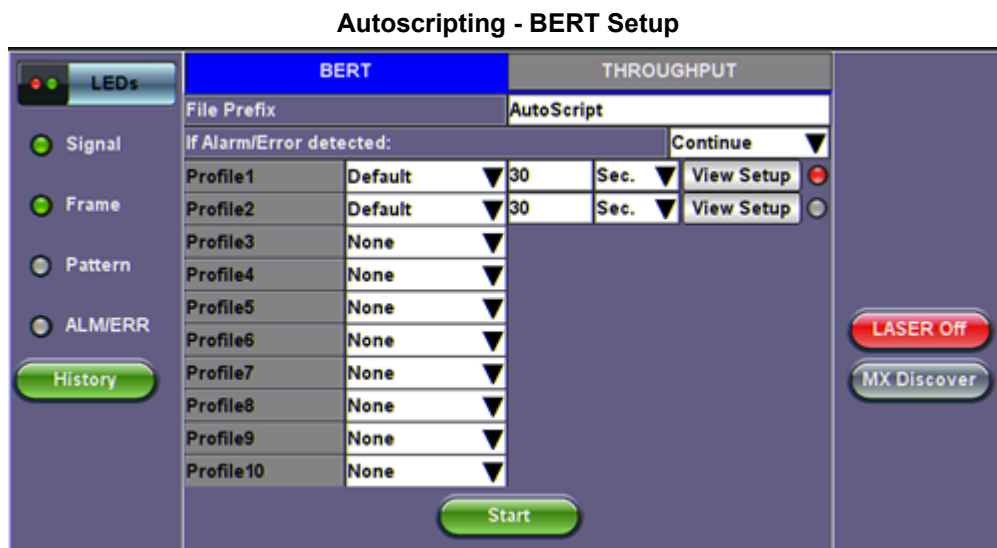 Autoscripting - BERT Setup
LEDs
BERT THROUGHPUT
File Prefix AutoScript
Signal
If Alarm/Error detected: Continue
Profile1 Default 30 Sec. View Setup
Frame
Profile2 Default 30 Sec. View Setup
Profile3 None
Pattern
Profile4 None
Profile5 None
ALM/ERR
LASER Off
Profile6 None
History
Profile7 None
MX Discover
Profile8 None
Profile9 None
Profile10 None
Start